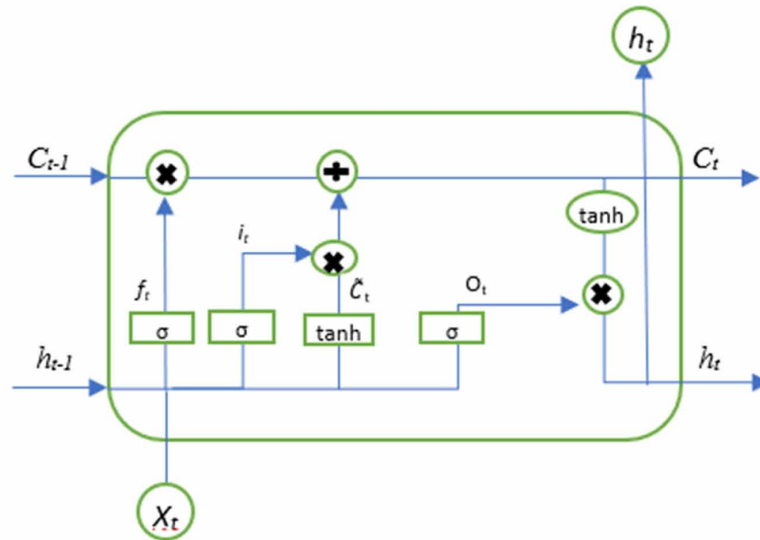 hₜ
Cₜ₋₁
Cₜ
tanh
iₜ
fₜ
C̃ₜ
Oₜ
σ
σ
tanh
σ
hₜ₋₁
hₜ
Xₜ